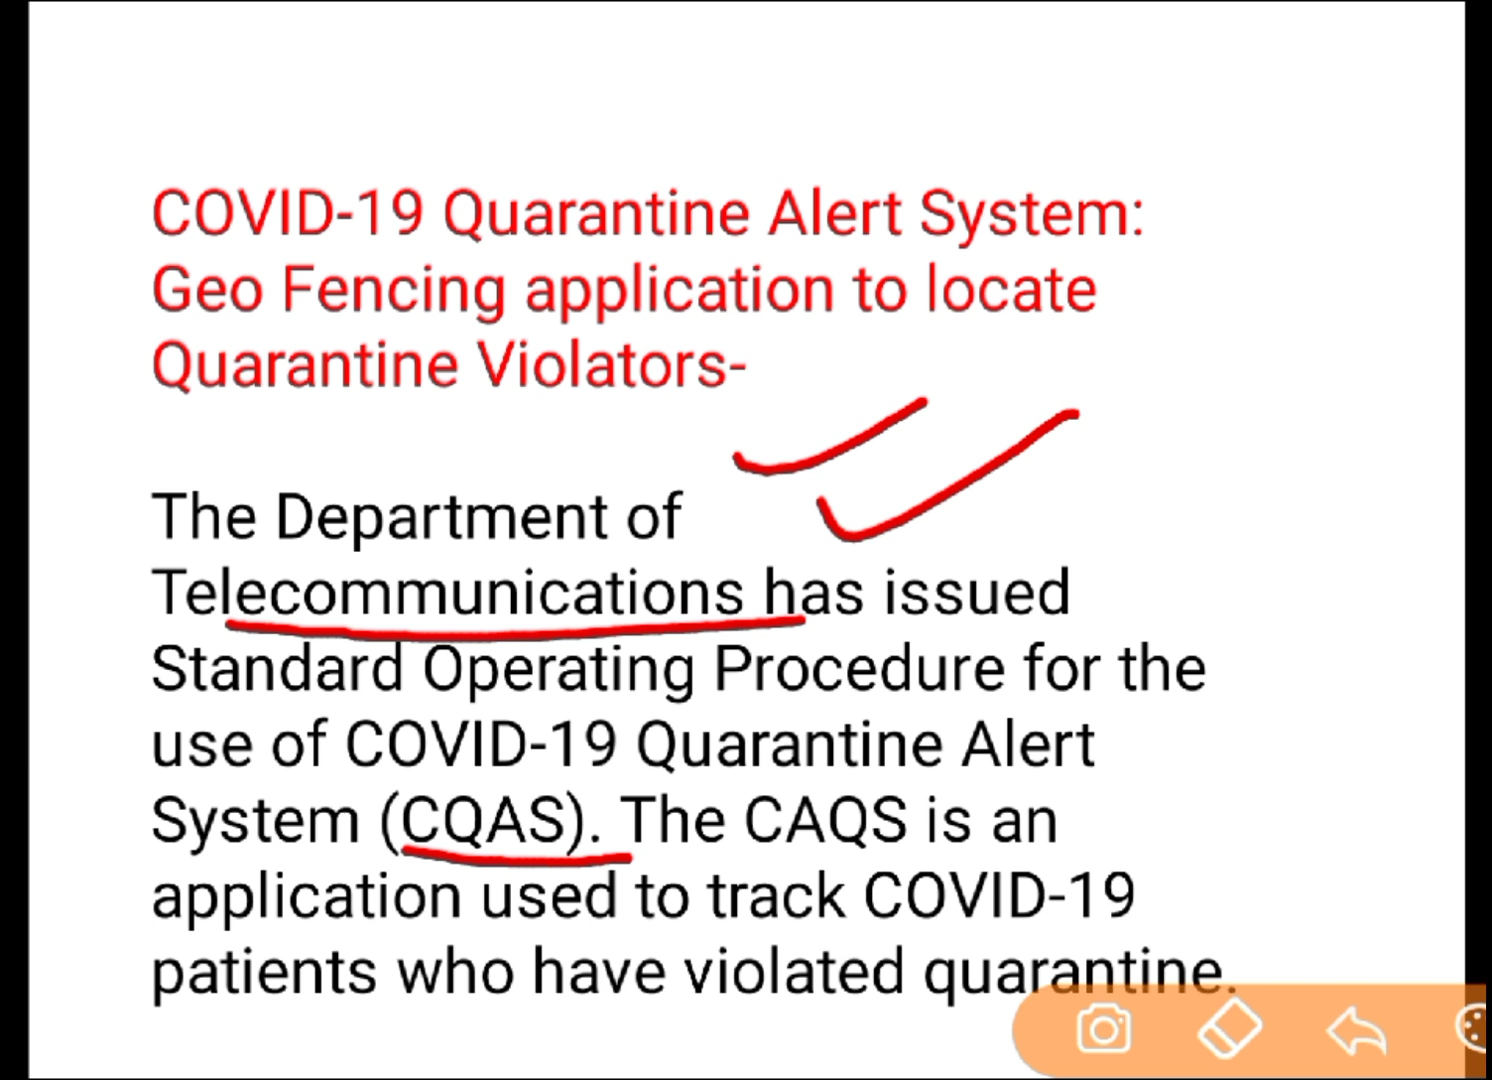 COVID-19 Quarantine Alert System:
Geo Fencing application to locate
Quarantine Violators-
The Department of
Telecommunications has issued
Standard Operating Procedure for the
use of COVID-19 Quarantine Alert
System (CQAS). The CAQS is an
application used to track COVID-19
patients who have violated quarantine.